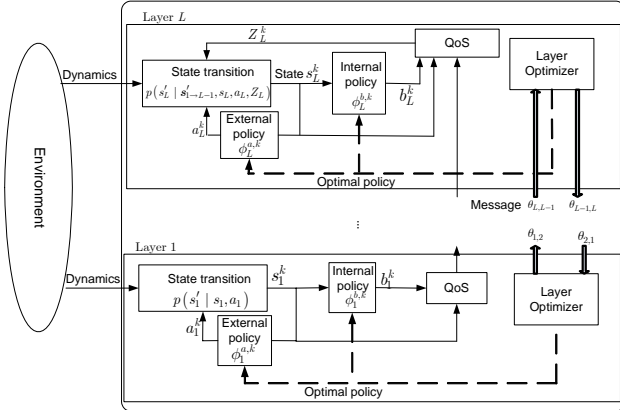 Layer L
Z_L^k
QoS
Layer
Optimizer
Dynamics
State transition
p(s'_L | s'_{1→L−1}, s_L, a_L, Z_L)
State s_L^k
Internal
policy
ϕ_L^{b,k}
b_L^k
a_L^k
External
policy
ϕ_L^{a,k}
Optimal policy
Environment
Message
θ_{L,L−1}
θ_{L−1,L}
...
θ_{1,2}
θ_{2,1}
Layer 1
Dynamics
State transition
p(s'_1 | s_1, a_1)
s_1^k
Internal
policy
ϕ_1^{b,k}
b_1^k
QoS
Layer
Optimizer
a_1^k
External
policy
ϕ_1^{a,k}
Optimal policy